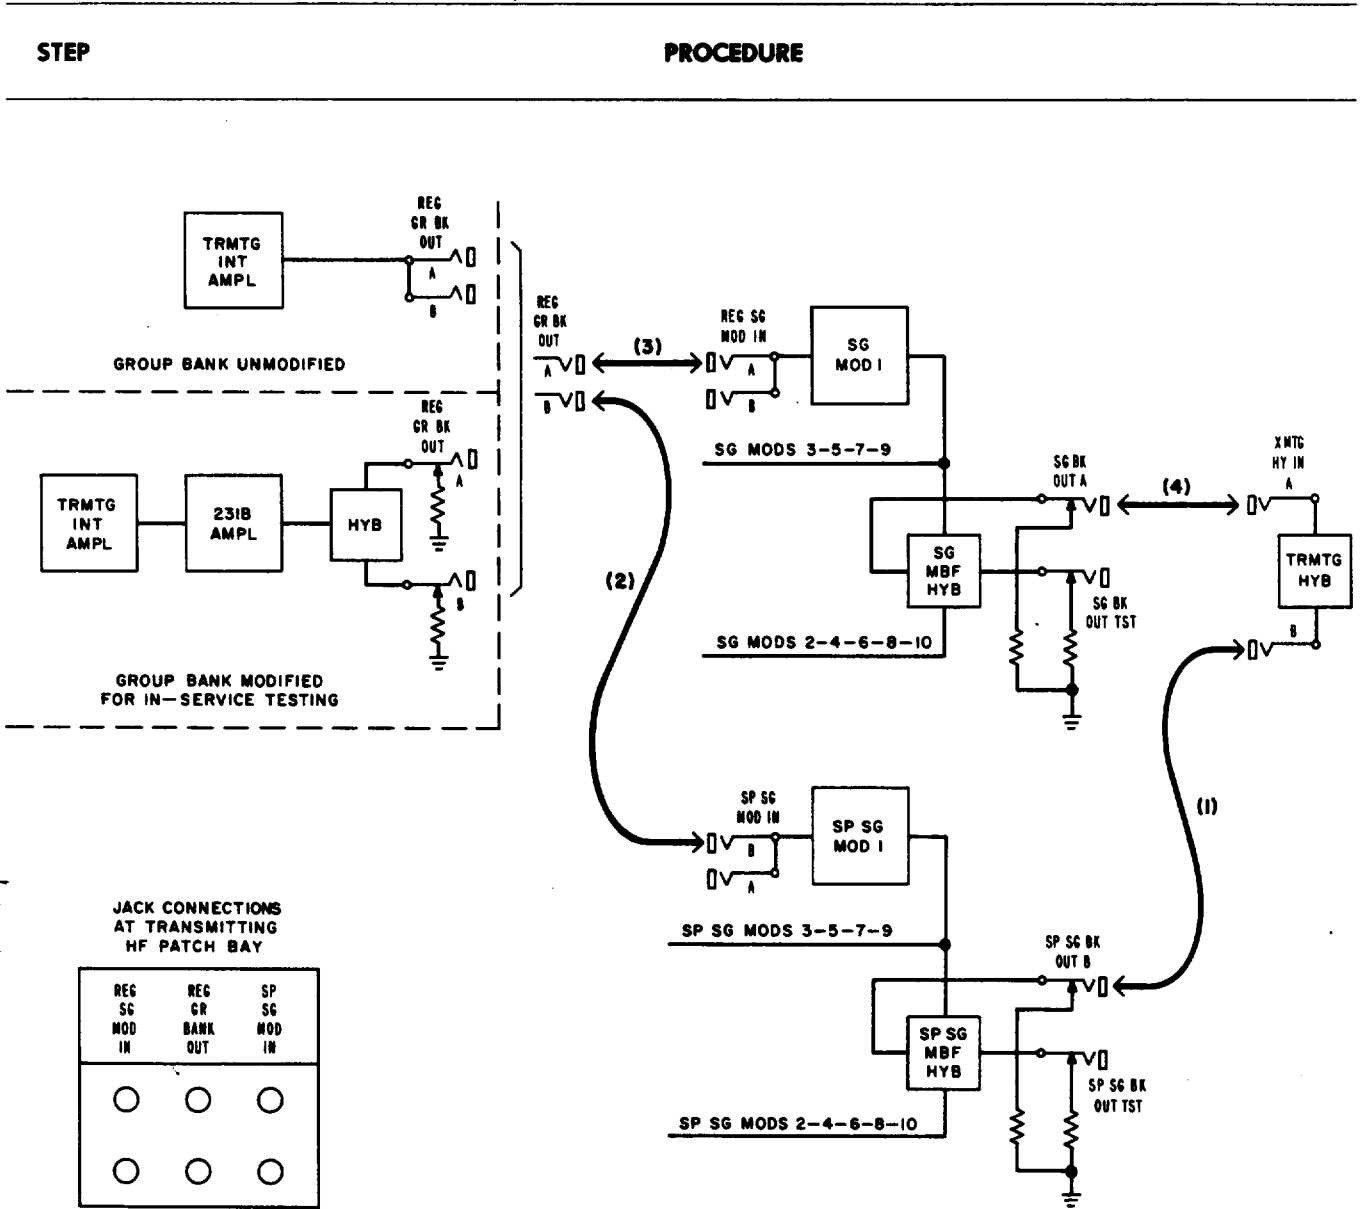 STEP
PROCEDURE
REG
GR BK
OUT
TRMTG
INT
AMPL
A
B
GROUP BANK UNMODIFIED
REG
GR BK
OUT
A
TRMTG
INT
AMPL
231B
AMPL
HYB
B
GROUP BANK MODIFIED
FOR IN-SERVICE TESTING
REG
GR BK
OUT
A
B
(3)
(2)
REG SG
MOD IN
A
B
SG
MOD 1
SG MODS 3-5-7-9
SG BK
OUT A
(4)
XMTG
HY IN
A
SG
MBF
HYB
TRMTG
HYB
SG BK
OUT TST
B
SG MODS 2-4-6-8-10
(1)
SP SG
MOD IN
B
A
SP SG
MOD 1
SP SG MODS 3-5-7-9
SP SG BK
OUT B
SP SG
MBF
HYB
SP SG BK
OUT TST
SP SG MODS 2-4-6-8-10
JACK CONNECTIONS
AT TRANSMITTING
HF PATCH BAY
REG
SG
MOD
IN
REG
GR
BANK
OUT
SP
SG
MOD
IN